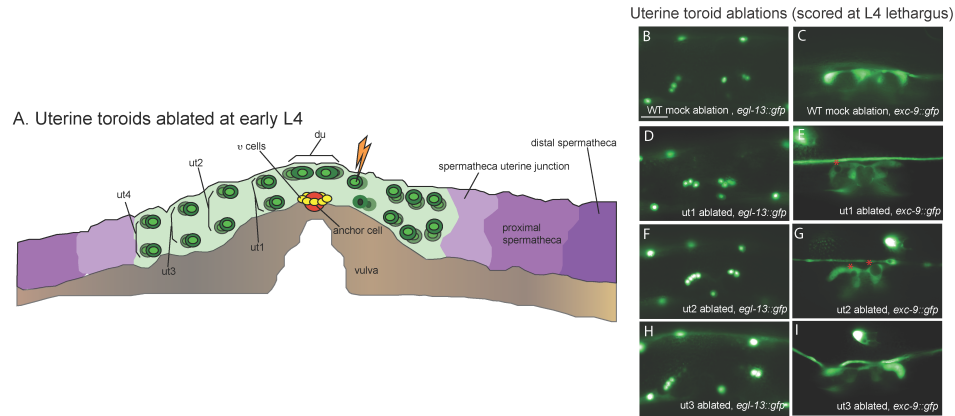 Uterine toroid ablations (scored at L4 lethargus)
A. Uterine toroids ablated at early L4
du
υ cells
distal spermatheca
spermatheca uterine junction
ut2
ut4
ut1
ut3
anchor cell
proximal
spermatheca
vulva
B
WT mock ablation, egl-13::gfp
C
WT mock ablation, exc-9::gfp
D
ut1 ablated, egl-13::gfp
E
ut1 ablated, exc-9::gfp
F
ut2 ablated, egl-13::gfp
G
ut2 ablated, exc-9::gfp
H
ut3 ablated, egl-13::gfp
I
ut3 ablated, exc-9::gfp